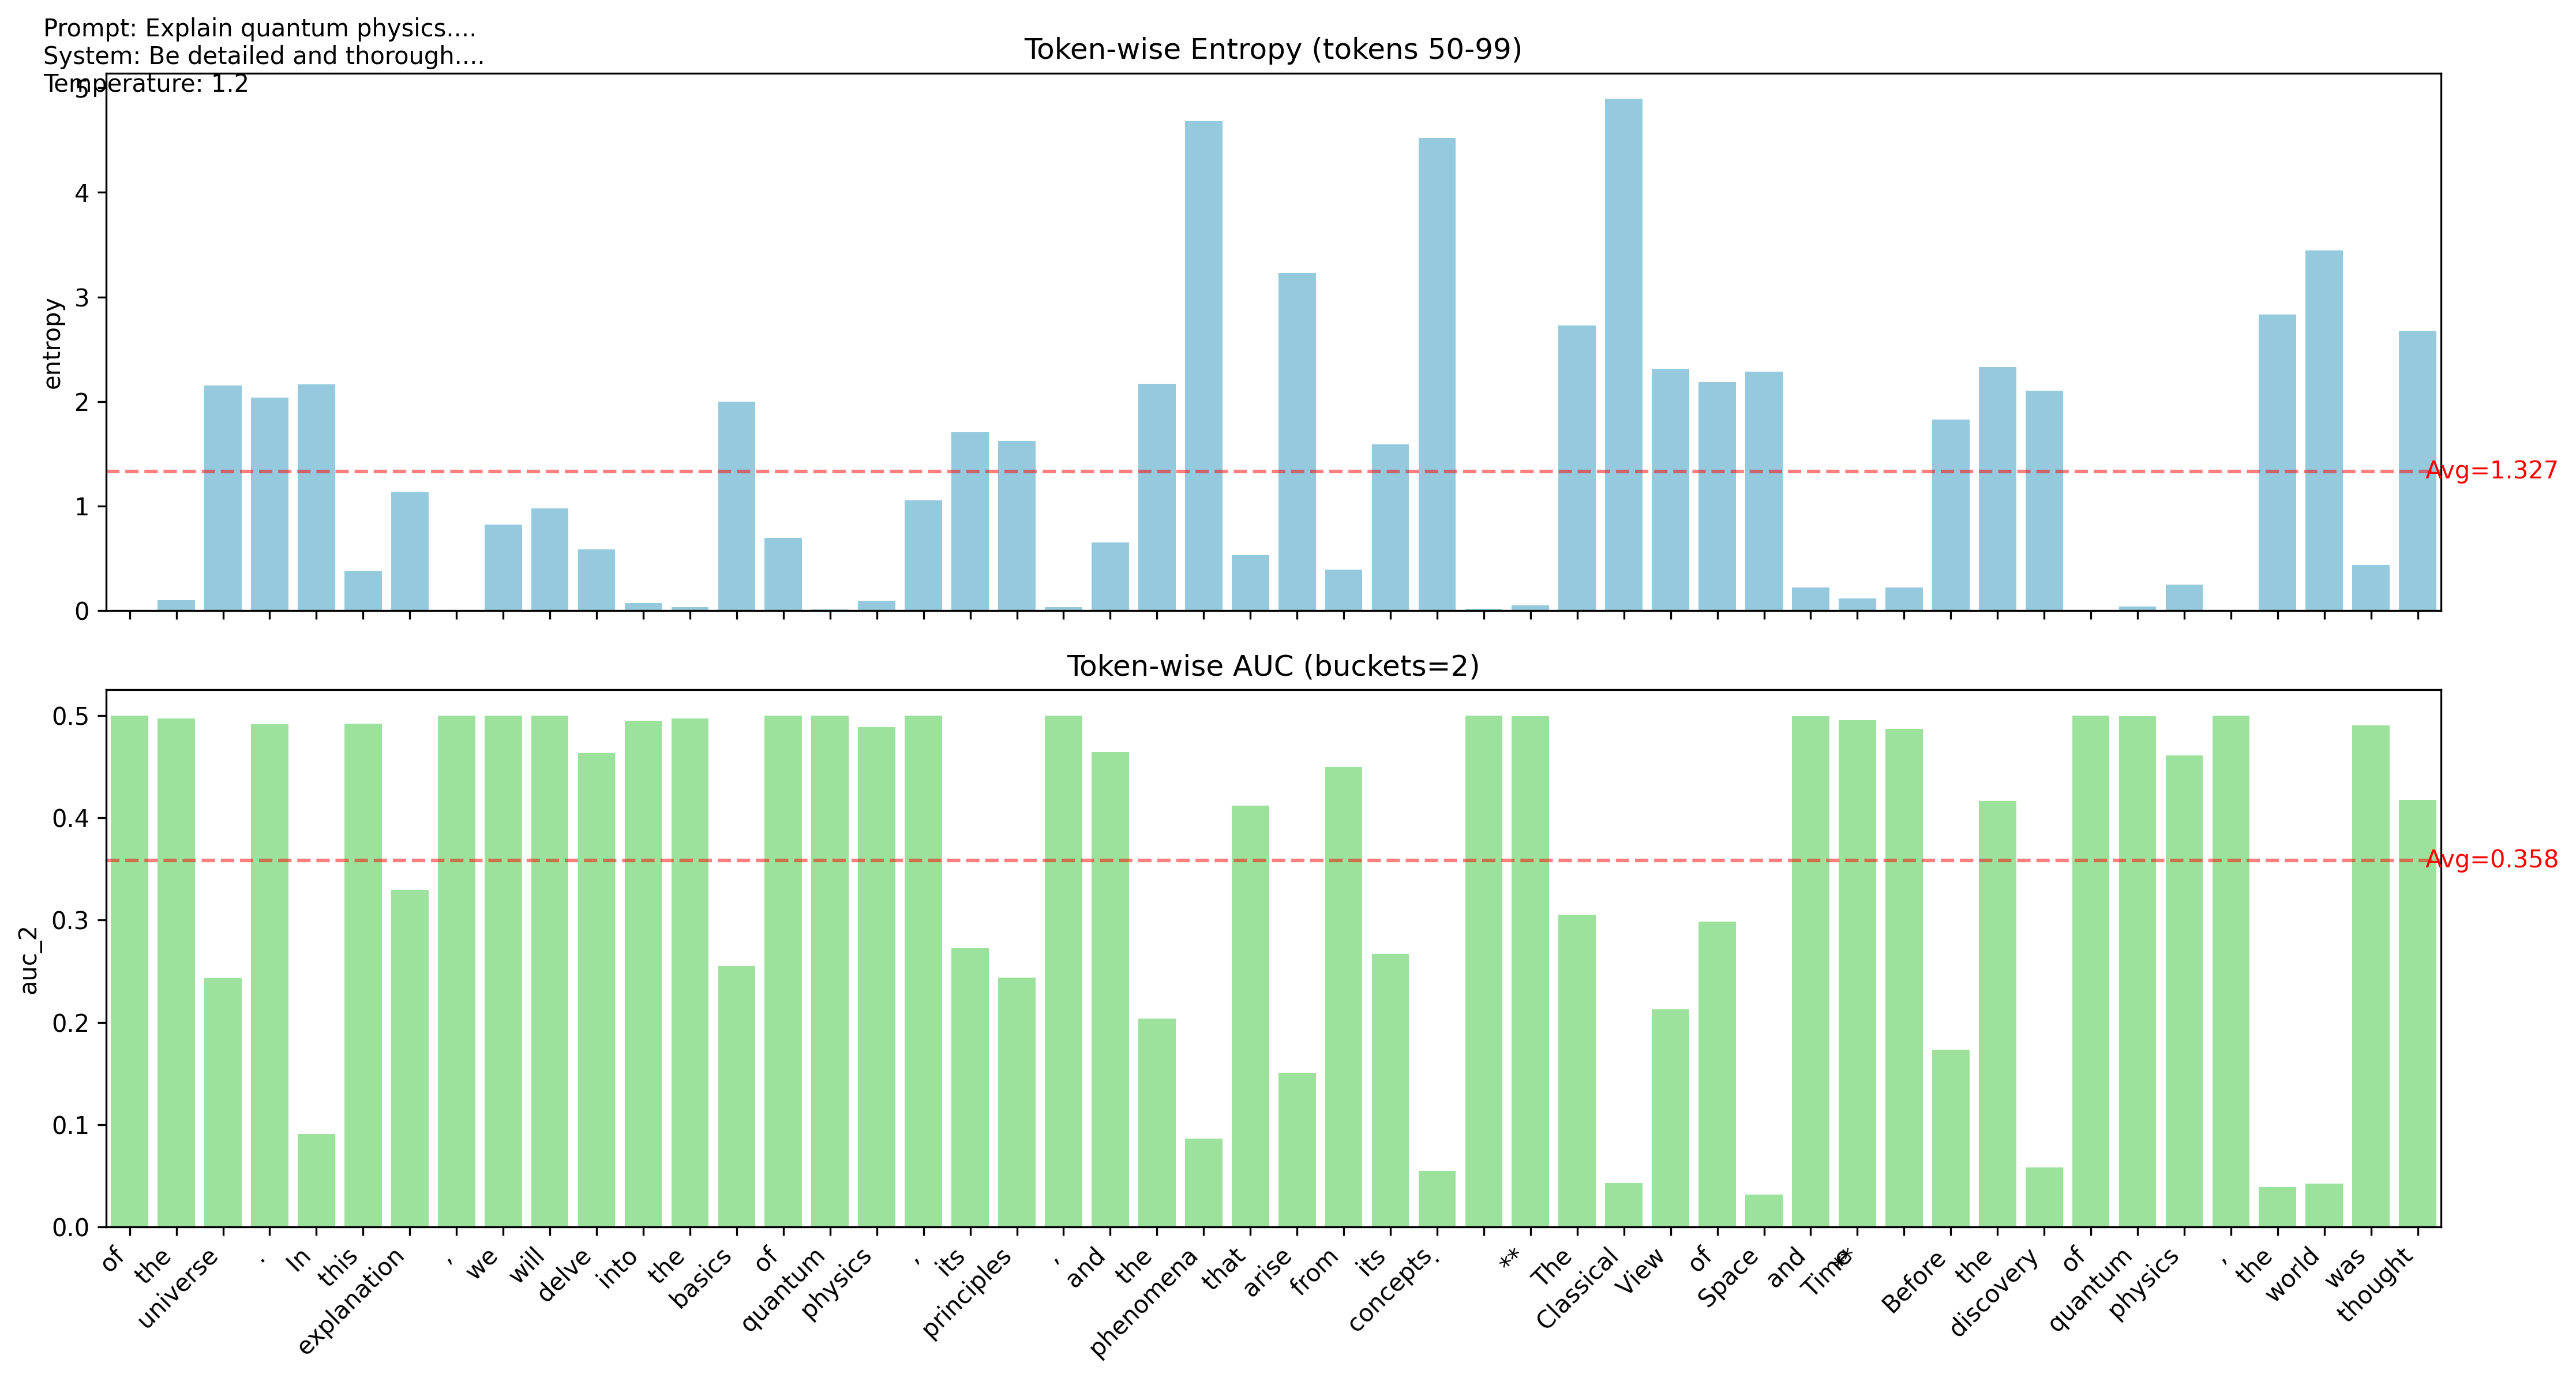 Prompt: Explain quantum physics....
System: Be detailed and thorough....
Temperature: 1.2
Token-wise Entropy (tokens 50-99)
5
4
3
2
1
0
entropy
Avg=1.327
Token-wise AUC (buckets=2)
0.5
0.4
0.3
0.2
0.1
0.0
auc_2
Avg=0.358
of
the
universe
.
In
this
explanation
,
we
will
delve
into
the
basics
of
quantum
physics
,
its
principles
,
and
the
phenomena
that
arise
from
its
concepts
.
**
The
Classical
View
of
Space
and
Time
**
Before
the
discovery
of
quantum
physics
,
the
world
was
thought